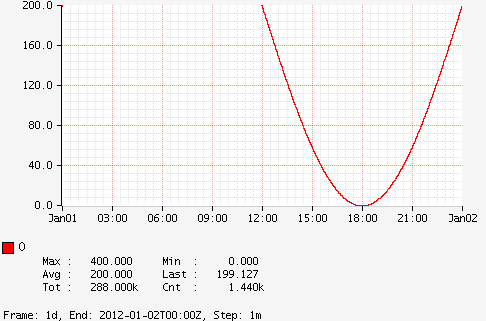 200.0
160.0
120.0
80.0
40.0
0.0
Jan01 03:00 06:00 09:00 12:00 15:00 18:00 21:00 Jan02
0
Max : 400.000 Min : 0.000
Avg : 200.000 Last : 199.127
Tot : 288.000k Cnt : 1.440k
Frame: 1d, End: 2012-01-02T00:00Z, Step: 1m